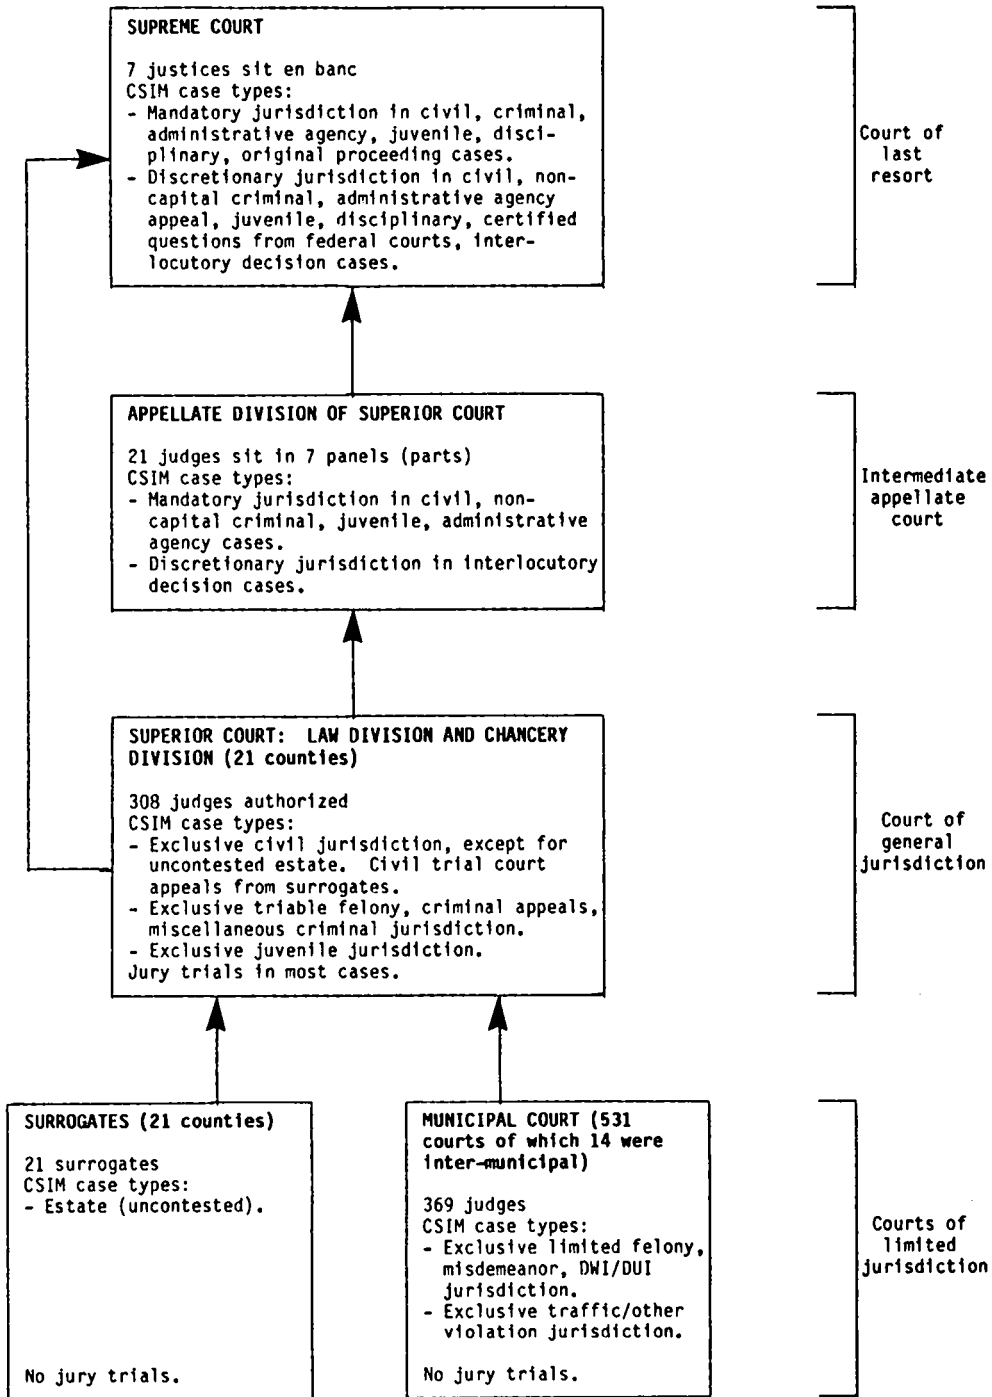 SUPREME COURT
7 justices sit en banc
CSIM case types:
- Mandatory jurisdiction in civil, criminal,
administrative agency, juvenile, disci-
plinary, original proceeding cases.
- Discretionary jurisdiction in civil, non-
capital criminal, administrative agency
appeal, juvenile, disciplinary, certified
questions from federal courts, inter-
locutory decision cases.
Court of
last
resort
APPELLATE DIVISION OF SUPERIOR COURT
21 judges sit in 7 panels (parts)
CSIM case types:
- Mandatory jurisdiction in civil, non-
capital criminal, juvenile, administrative
agency cases.
- Discretionary jurisdiction in interlocutory
decision cases.
Intermediate
appellate
court
SUPERIOR COURT: LAW DIVISION AND CHANCERY
DIVISION (21 counties)
308 judges authorized
CSIM case types:
- Exclusive civil jurisdiction, except for
uncontested estate. Civil trial court
appeals from surrogates.
- Exclusive triable felony, criminal appeals,
miscellaneous criminal jurisdiction.
- Exclusive juvenile jurisdiction.
Jury trials in most cases.
Court of
general
jurisdiction
SURROGATES (21 counties)
21 surrogates
CSIM case types:
- Estate (uncontested).
No jury trials.
MUNICIPAL COURT (531
courts of which 14 were
inter-municipal)
369 judges
CSIM case types:
- Exclusive limited felony,
misdemeanor, DWI/DUI
jurisdiction.
- Exclusive traffic/other
violation jurisdiction.
No jury trials.
Courts of
limited
jurisdiction